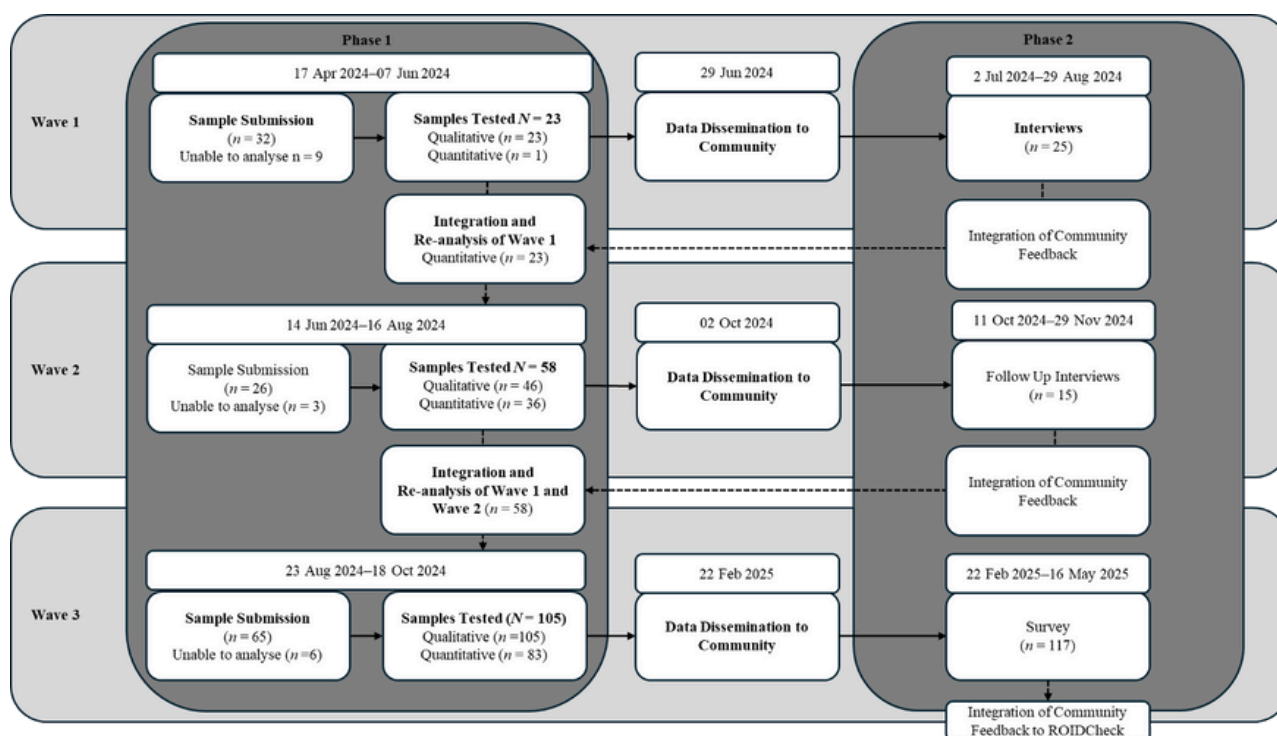 Phase 1
Phase 2
Wave 1
17 Apr 2024–07 Jun 2024
29 Jun 2024
2 Jul 2024–29 Aug 2024
Sample Submission
(n = 32)
Unable to analyse n = 9
Samples Tested N = 23
Qualitative (n = 23)
Quantitative (n = 1)
Data Dissemination to
Community
Interviews
(n = 25)
Integration and
Re-analysis of Wave 1
Quantitative (n = 23)
Integration of Community
Feedback
Wave 2
14 Jun 2024–16 Aug 2024
02 Oct 2024
11 Oct 2024–29 Nov 2024
Sample Submission
(n = 26)
Unable to analyse (n = 3)
Samples Tested N = 58
Qualitative (n = 46)
Quantitative (n = 36)
Data Dissemination to
Community
Follow Up Interviews
(n = 15)
Integration and
Re-analysis of Wave 1 and
Wave 2 (n = 58)
Integration of Community
Feedback
Wave 3
23 Aug 2024–18 Oct 2024
22 Feb 2025
22 Feb 2025–16 May 2025
Sample Submission
(n = 65)
Unable to analyse (n =6)
Samples Tested (N = 105)
Qualitative (n =105)
Quantitative (n = 83)
Data Dissemination to
Community
Survey
(n = 117)
Integration of Community
Feedback to ROIDCheck